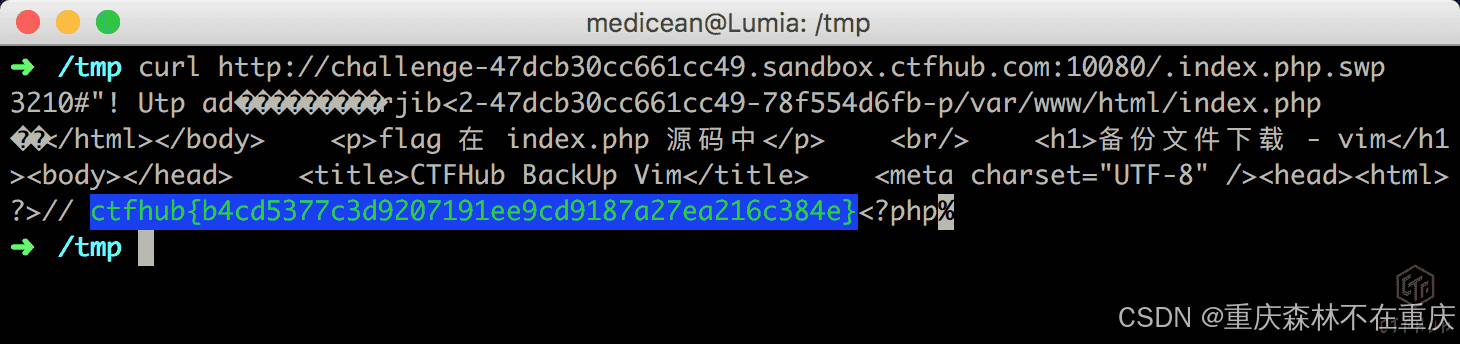 medicean@Lumia: /tmp
➜ /tmp curl http://challenge-47dcb30cc661cc49.sandbox.ctfhub.com:10080/.index.php.swp
3210#"! Utp ad�����������rjib<2-47dcb30cc661cc49-78f554d6fb-p/var/www/html/index.php
��</html></body> <p>flag 在 index.php 源码中</p> <br/> <h1>备份文件下载 - vim</h1
><body></head> <title>CTFHub BackUp Vim</title> <meta charset="UTF-8" /><head><html>
?>// ctfhub{b4cd5377c3d9207191ee9cd9187a27ea216c384e}<?php%
➜ /tmp
CSDN @重庆森林不在重庆